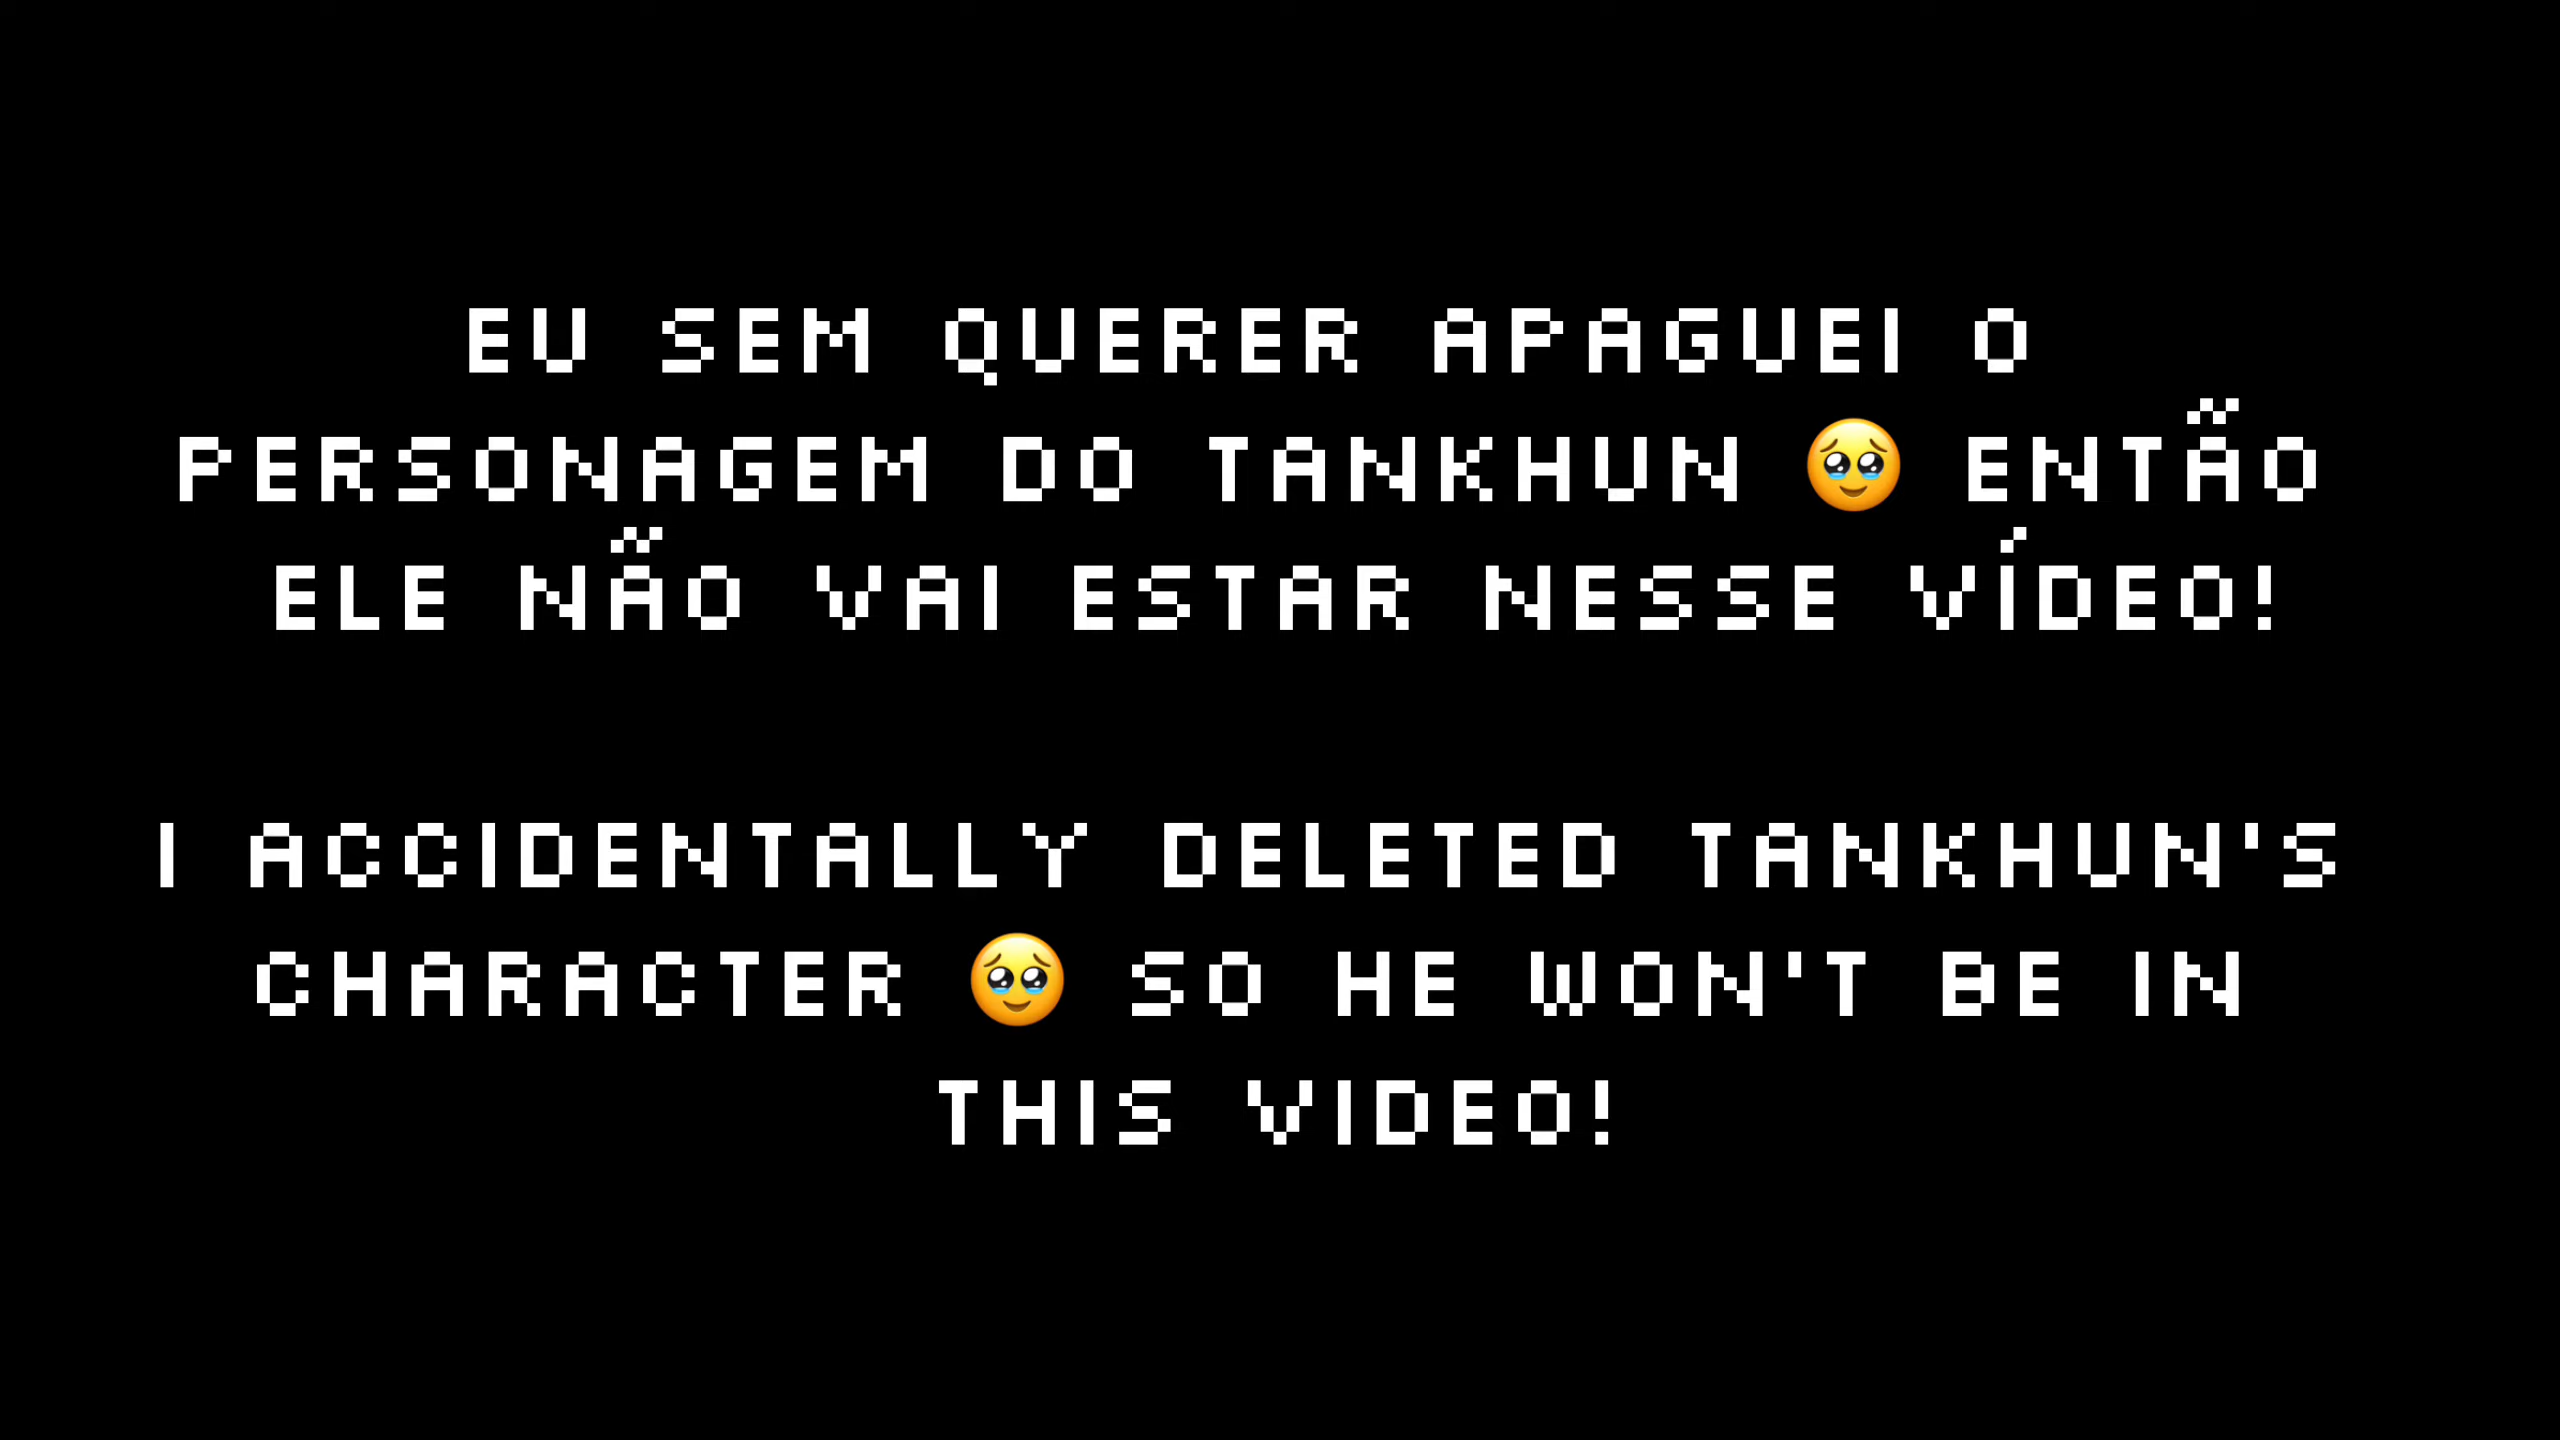 EU SEM QUERER APAGUEI O
PERSONAGEM DO TANKHUN 🥹 ENTÃO
ELE NÃO VAI ESTAR NESSE VÍDEO!
I ACCIDENTALLY DELETED TANKHUN'S
CHARACTER 🥹 SO HE WON'T BE IN
THIS VIDEO!